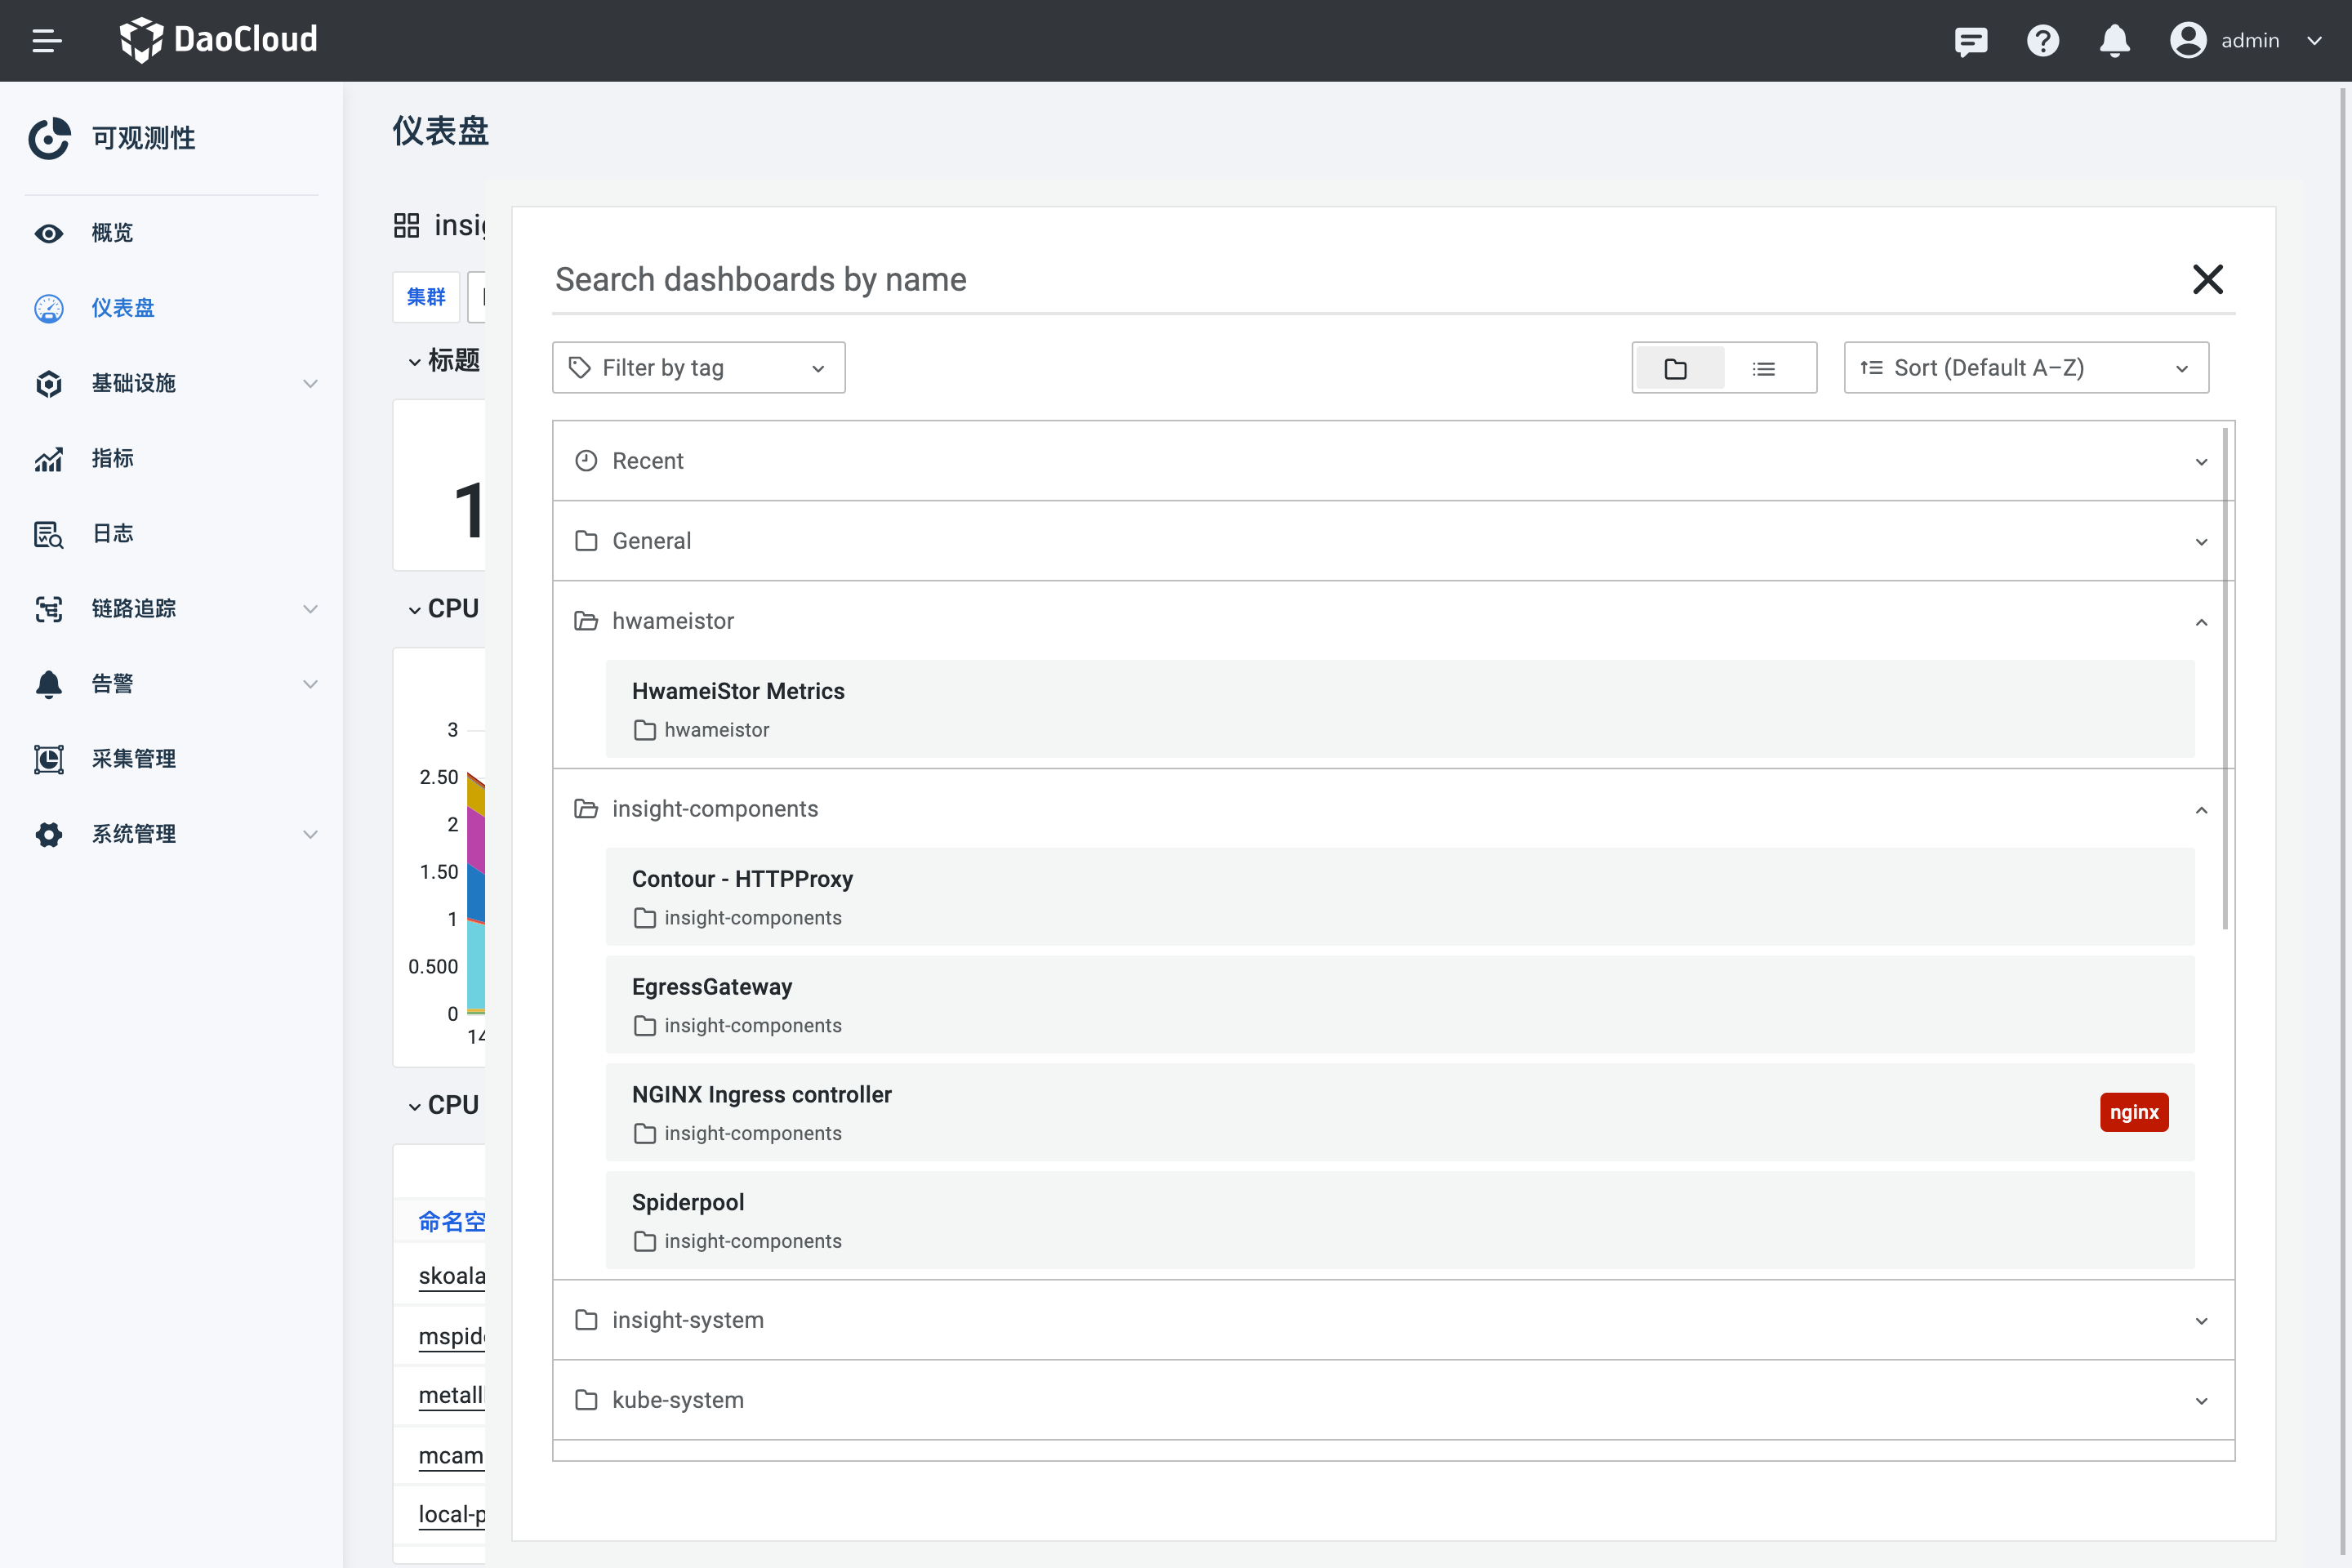 DaoCloud
admin
可观测性
概览
仪表盘
基础设施
指标
日志
链路追踪
告警
采集管理
系统管理
仪表盘
集群
标题
1
CPU
3
2.50
2
1.50
1
0.500
0
14
CPU
命名空
skoala
mcam
local-p
Search dashboards by name
Filter by tag
Sort (Default A–Z)
Recent
General
hwameistor
HwameiStor Metrics
hwameistor
insight-components
Contour - HTTPProxy
insight-components
EgressGateway
insight-components
NGINX Ingress controller
insight-components
nginx
Spiderpool
insight-components
insight-system
kube-system